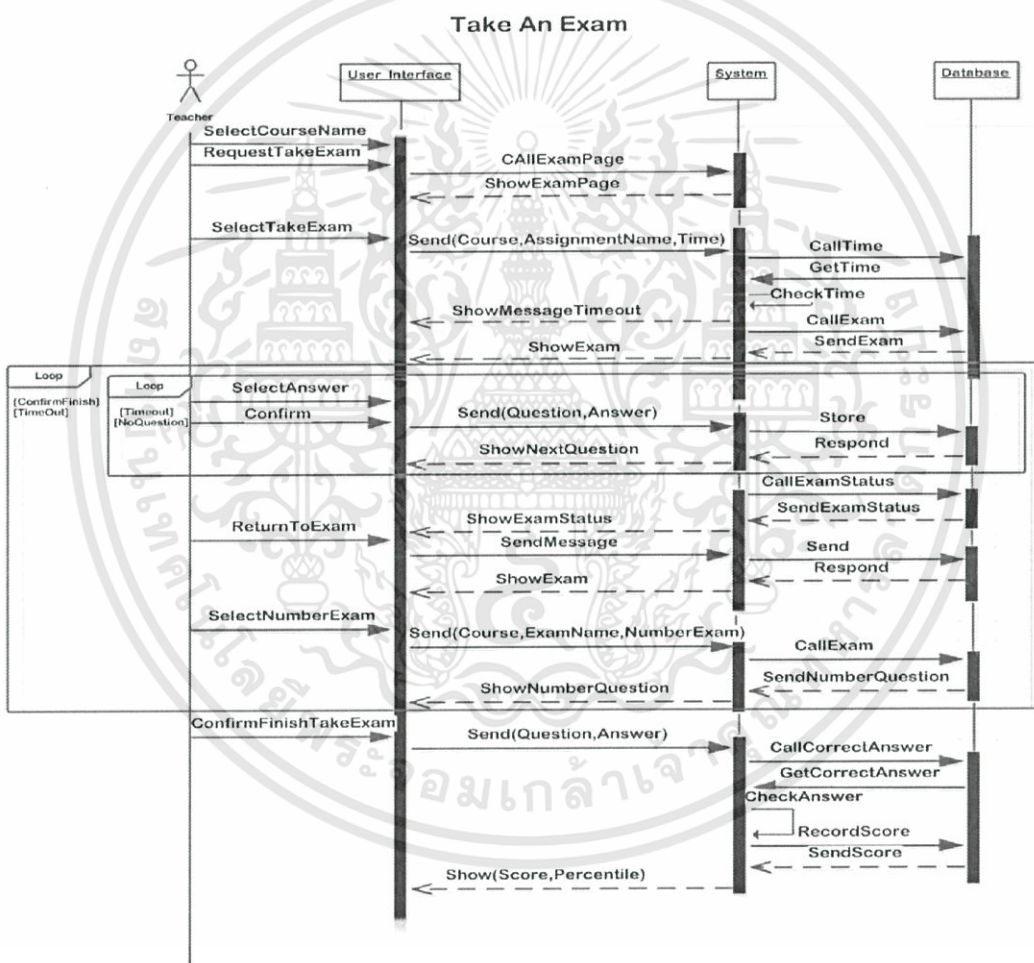 Take An Exam
User Interface
System
Database
Teacher
SelectCourseName
RequestTakeExam
CAllExamPage
ShowExamPage
SelectTakeExam
Send(Course,AssignmentName,Time)
CallTime
GetTime
CheckTime
ShowMessageTimeout
CallExam
ShowExam
SendExam
Loop
[ConfirmFinish]
[TimeOut]
Loop
[Timeout]
[NoQuestion]
SelectAnswer
Confirm
Send(Question,Answer)
Store
Respond
ShowNextQuestion
CallExamStatus
SendExamStatus
ShowExamStatus
ReturnToExam
SendMessage
Send
Respond
ShowExam
SelectNumberExam
Send(Course,ExamName,NumberExam)
CallExam
SendNumberQuestion
ShowNumberQuestion
ConfirmFinishTakeExam
Send(Question,Answer)
CallCorrectAnswer
GetCorrectAnswer
CheckAnswer
RecordScore
SendScore
Show(Score,Percentile)